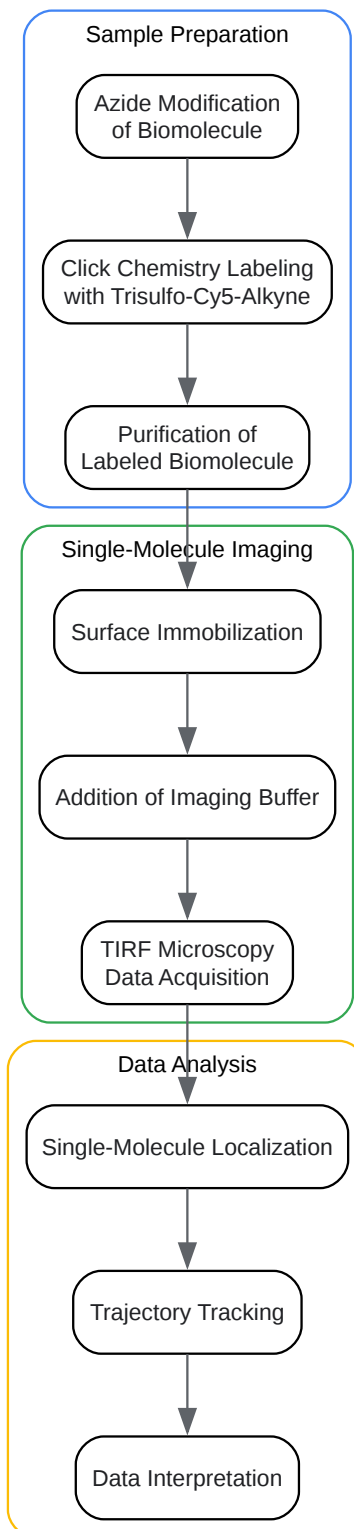 Sample Preparation
Azide Modification
of Biomolecule
Click Chemistry Labeling
with Trisulfo-Cy5-Alkyne
Purification of
Labeled Biomolecule
Single-Molecule Imaging
Surface Immobilization
Addition of Imaging Buffer
TIRF Microscopy
Data Acquisition
Data Analysis
Single-Molecule Localization
Trajectory Tracking
Data Interpretation